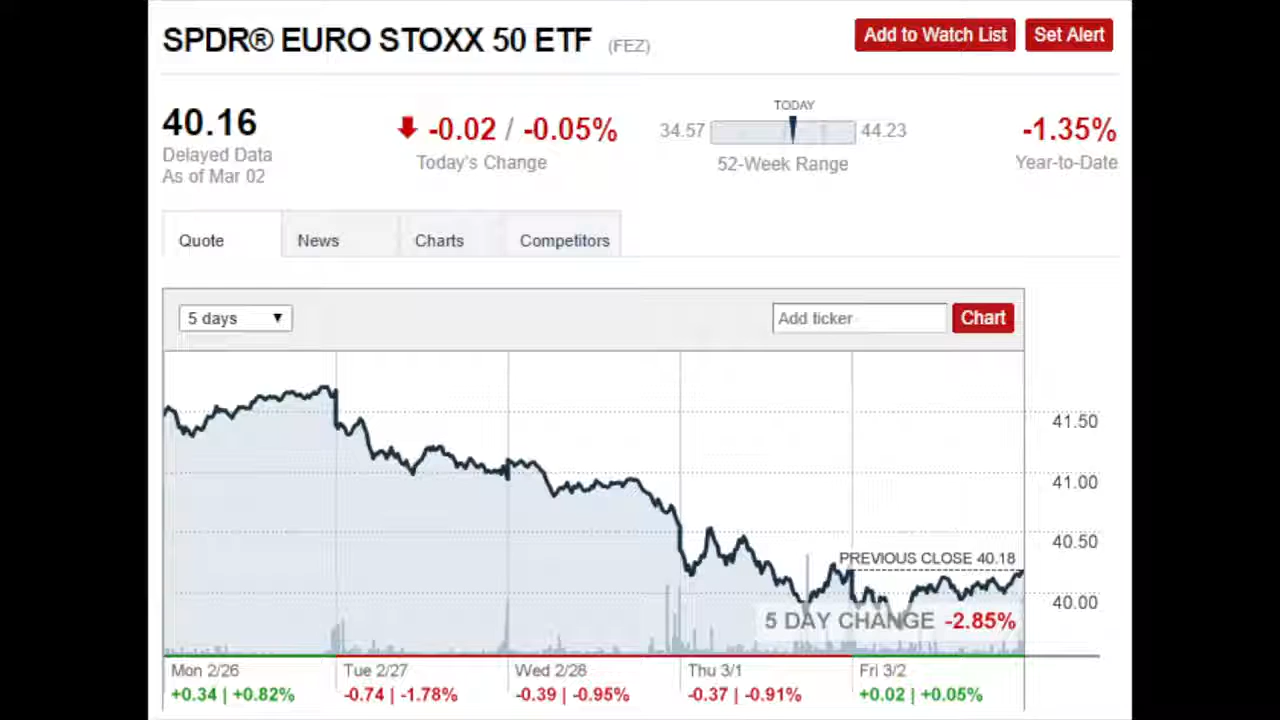 SPDR® EURO STOXX 50 ETF (FEZ)
Add to Watch List
Set Alert
40.16
Delayed Data
As of Mar 02
-0.02 / -0.05%
Today's Change
TODAY
34.57
44.23
52-Week Range
-1.35%
Year-to-Date
Quote
News
Charts
Competitors
5 days
Add ticker
Chart
41.50
41.00
40.50
PREVIOUS CLOSE 40.18
40.00
5 DAY CHANGE -2.85%
Mon 2/26
Tue 2/27
Wed 2/28
Thu 3/1
Fri 3/2
+0.34 | +0.82%
-0.74 | -1.78%
-0.39 | -0.95%
-0.37 | -0.91%
+0.02 | +0.05%